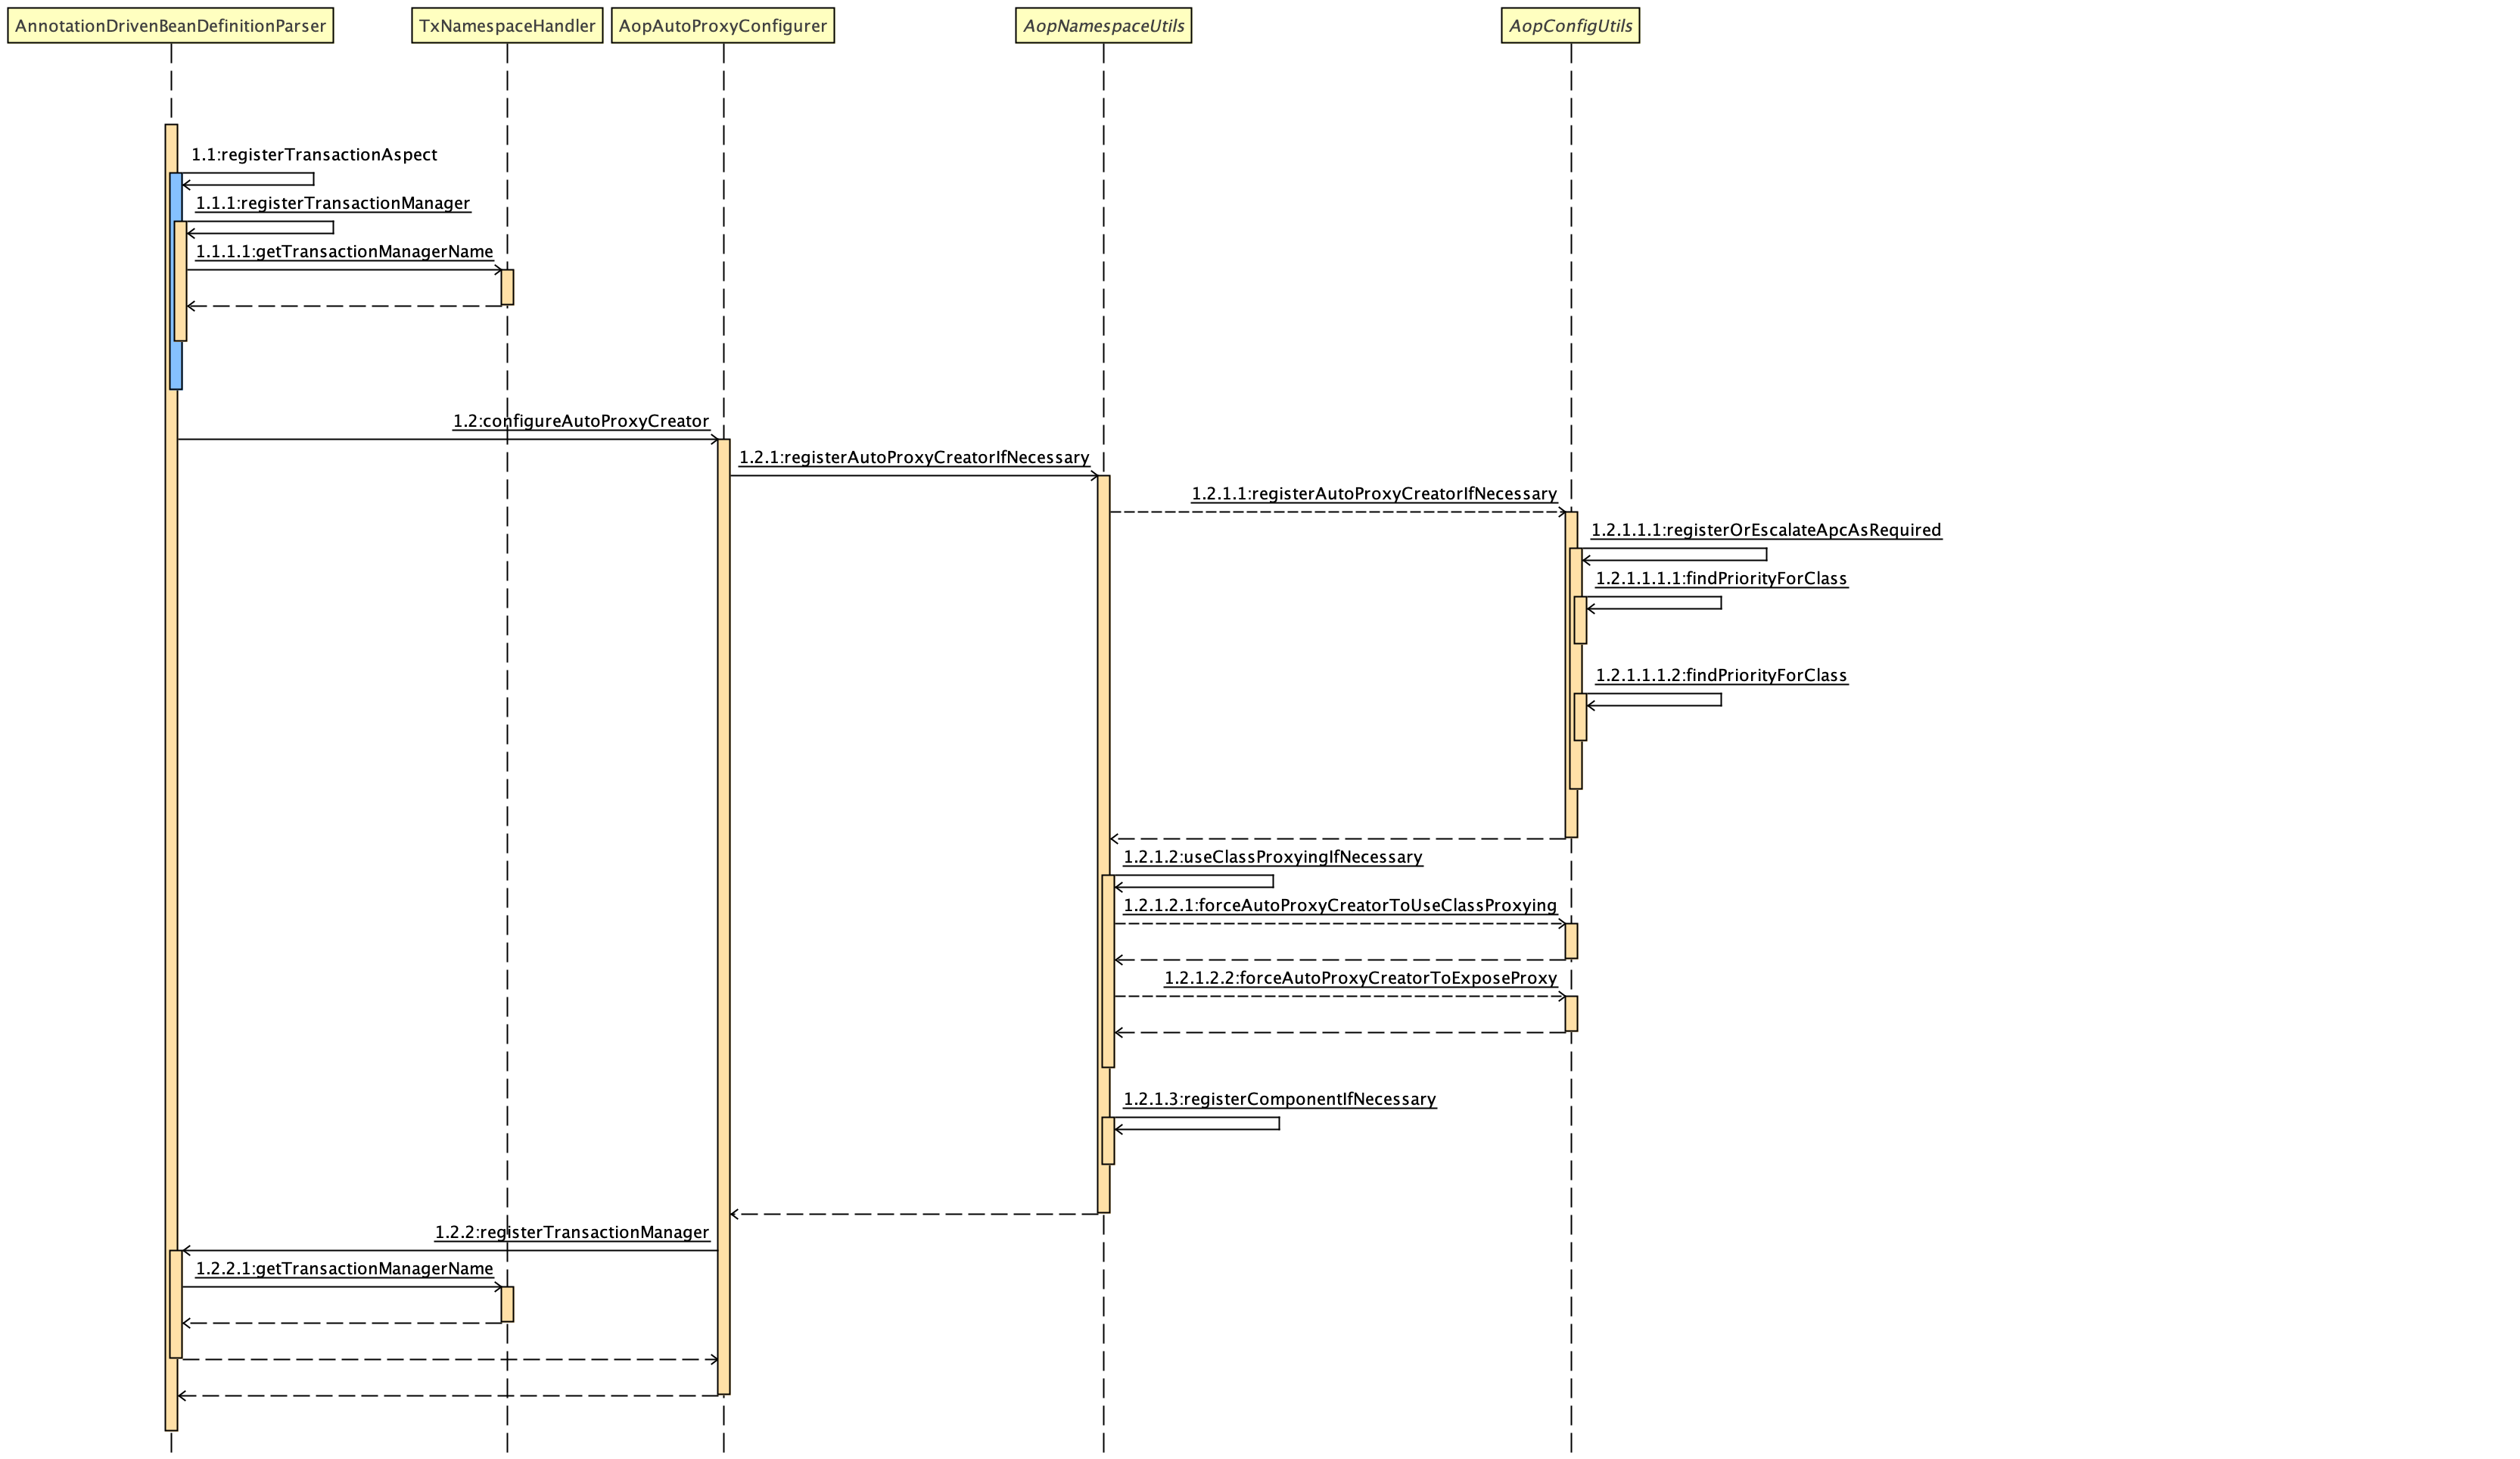 AnnotationDrivenBeanDefinitionParser
TxNamespaceHandler
AopAutoProxyConfigurer
AopNamespaceUtils
AopConfigUtils
1.1:registerTransactionAspect
1.1.1:registerTransactionManager
1.1.1.1:getTransactionManagerName
1.2:configureAutoProxyCreator
1.2.1:registerAutoProxyCreatorIfNecessary
1.2.1.1:registerAutoProxyCreatorIfNecessary
1.2.1.1.1:registerOrEscalateApcAsRequired
1.2.1.1.1.1:findPriorityForClass
1.2.1.1.1.2:findPriorityForClass
1.2.1.2:useClassProxyingIfNecessary
1.2.1.2.1:forceAutoProxyCreatorToUseClassProxying
1.2.1.2.2:forceAutoProxyCreatorToExposeProxy
1.2.1.3:registerComponentIfNecessary
1.2.2:registerTransactionManager
1.2.2.1:getTransactionManagerName